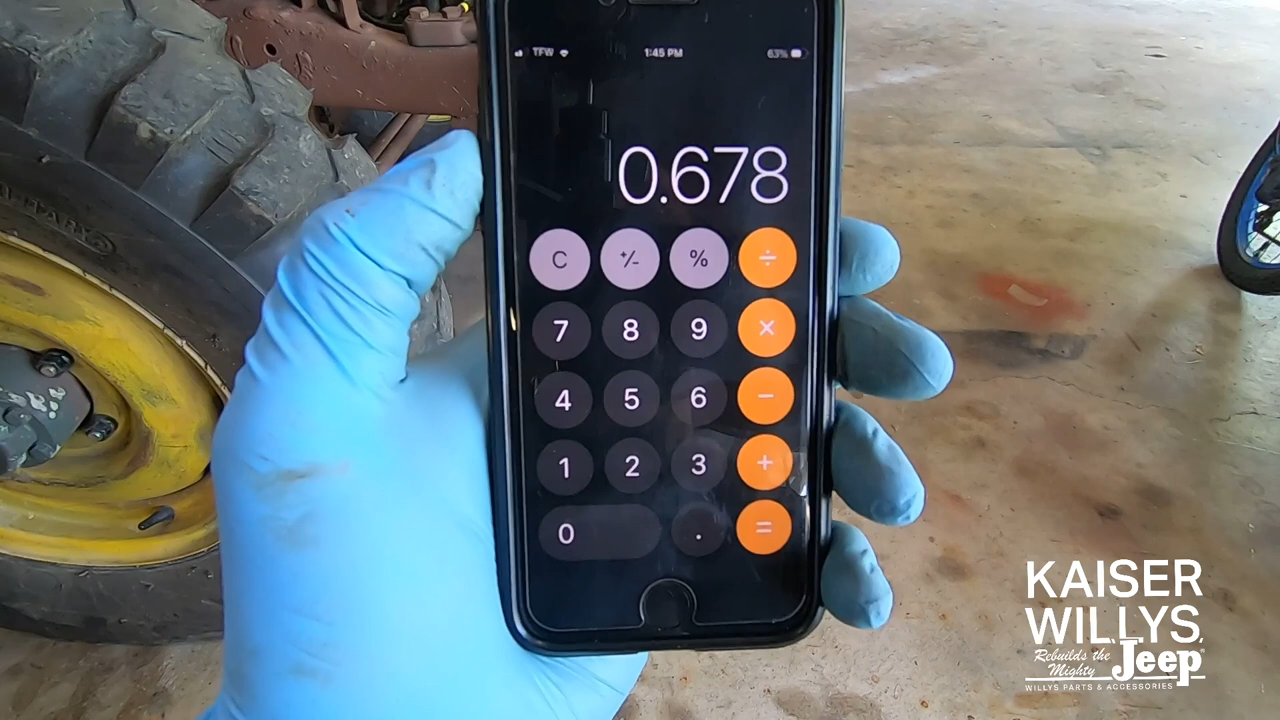 TFW 1:45 PM 63%
0.678
C +/- % ÷
7 8 9 ×
4 5 6 −
1 2 3 +
0 . =
KAISER
WILLYS
Rebuilds the
Mighty Jeep®
WILLYS PARTS & ACCESSORIES